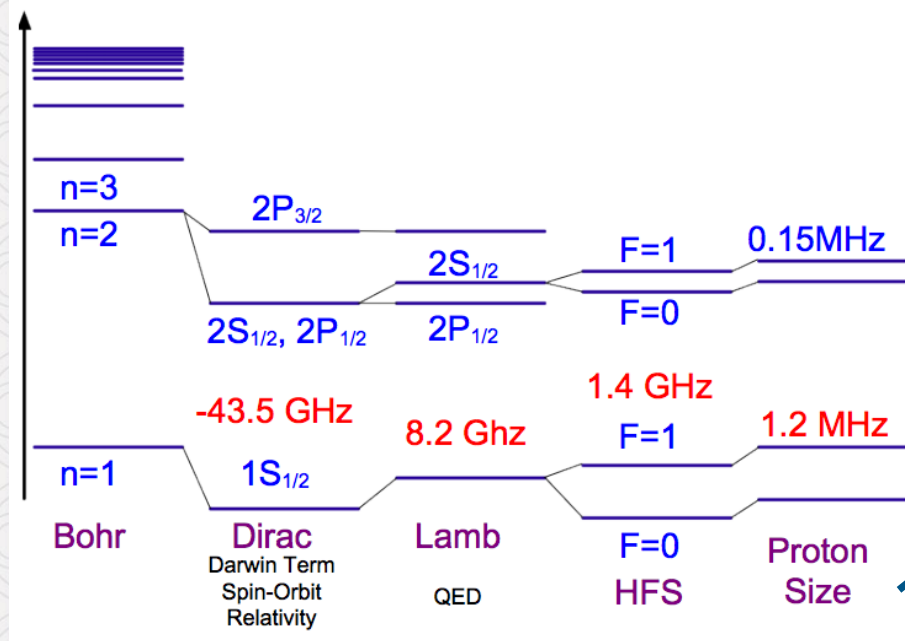 n=3
n=2
2P3/2
2S1/2
F=1
0.15MHz
F=0
2S1/2, 2P1/2
2P1/2
-43.5 GHz
8.2 Ghz
1.4 GHz
F=1
1.2 MHz
n=1
1S1/2
F=0
Bohr
Dirac
Darwin Term
Spin-Orbit
Relativity
Lamb
QED
HFS
Proton
Size